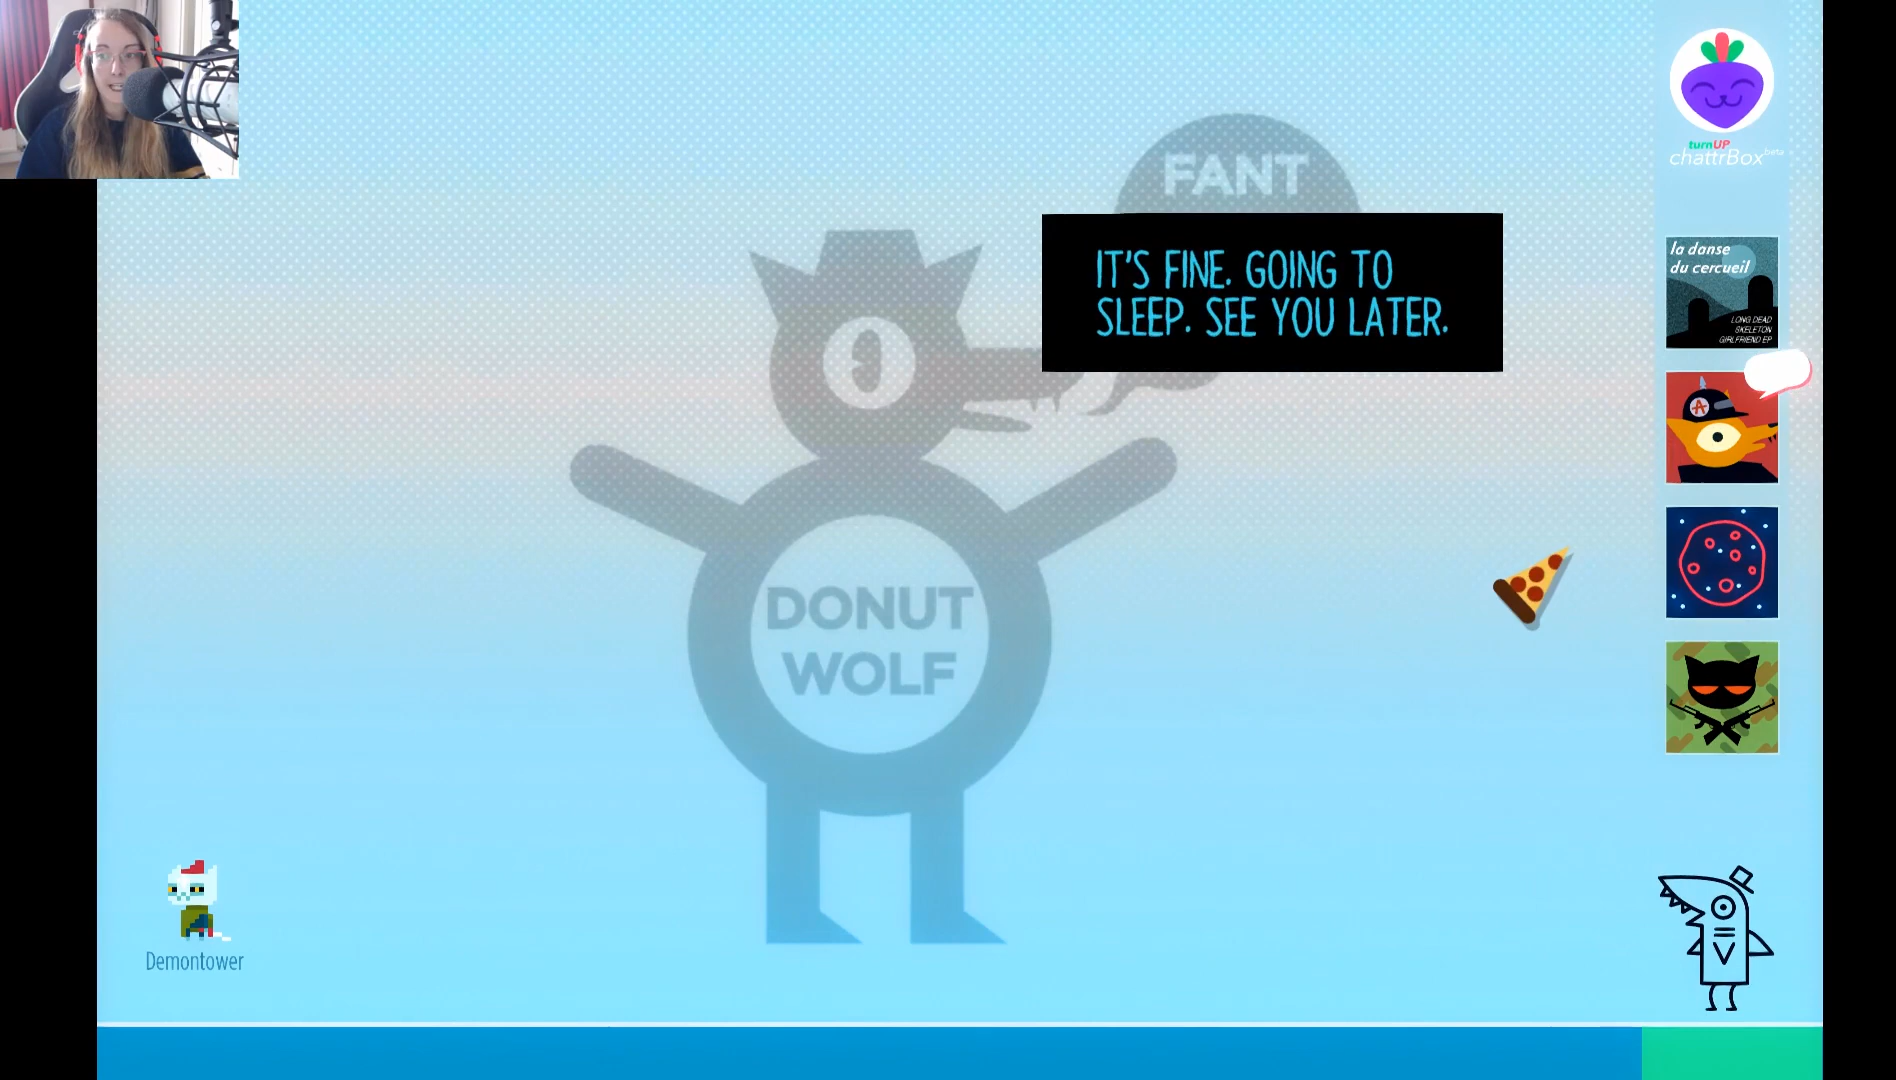 FANT
IT'S FINE. GOING TO
SLEEP. SEE YOU LATER.
DONUT
WOLF
turnUP
chattrBox beta
la danse
du cercueil
LONG DEAD
SKELETON
GIRLFRIEND EP
A
Demontower